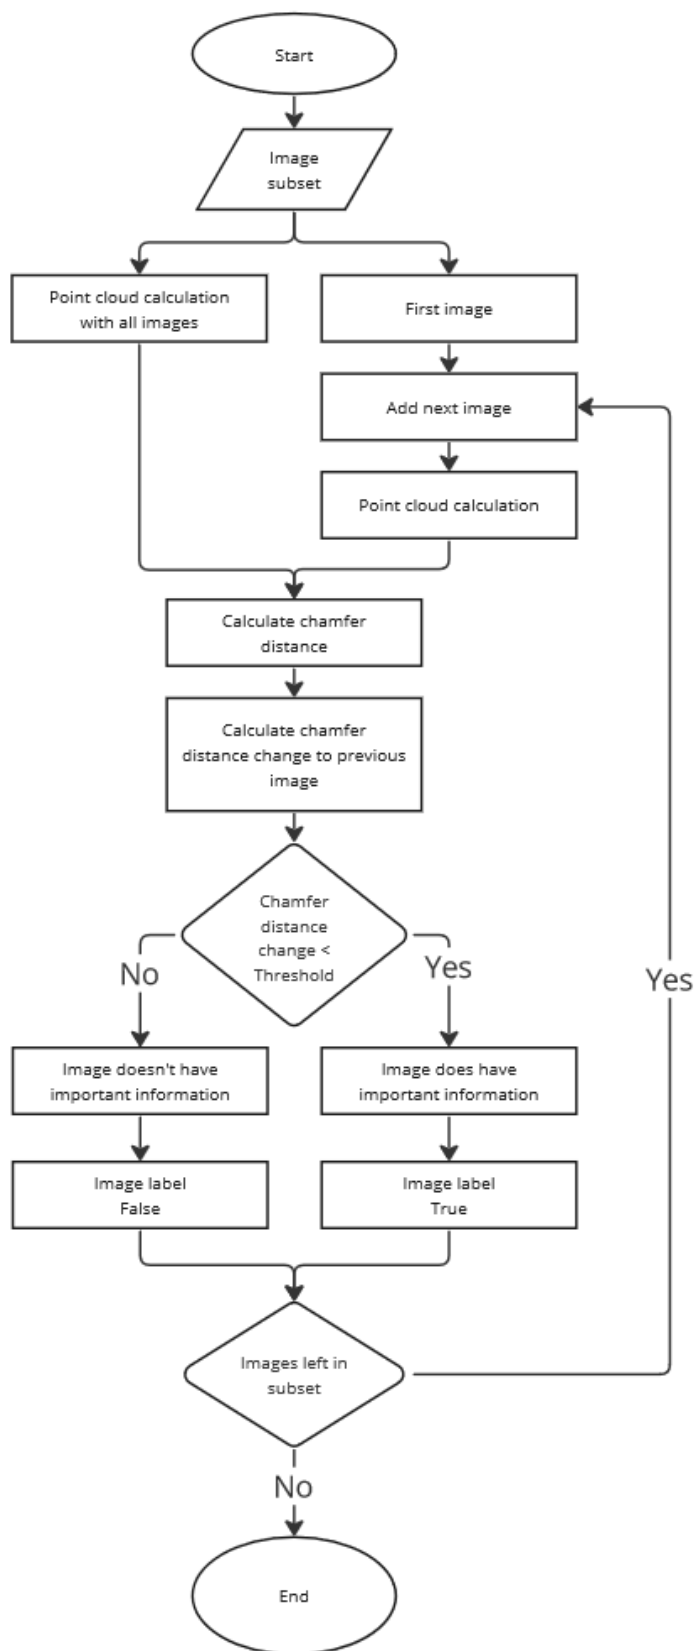 Start
Image
subset
Point cloud calculation
with all images
First image
Add next image
Point cloud calculation
Calculate chamfer
distance
Calculate chamfer
distance change to previous
image
Chamfer
distance
change <
Threshold
No
Yes
Yes
Image doesn't have
important information
Image does have
important information
Image label
False
Image label
True
Images left in
subset
No
End